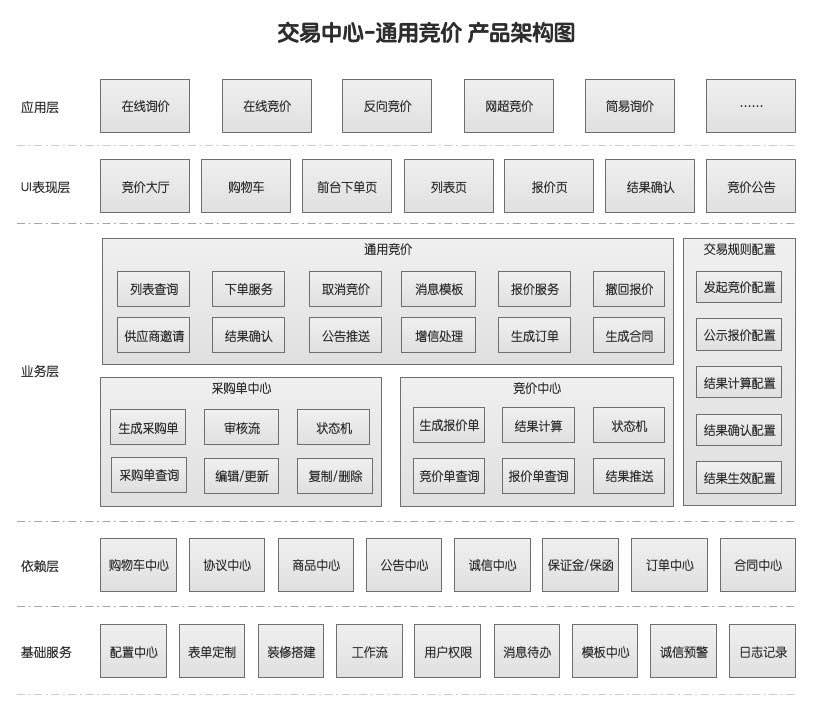 交易中心-通用竞价 产品架构图
应用层
在线询价
在线竞价
反向竞价
网超竞价
简易询价
……
UI表现层
竞价大厅
购物车
前台下单页
列表页
报价页
结果确认
竞价公告
业务层
通用竞价
列表查询
下单服务
取消竞价
消息模板
报价服务
撤回报价
供应商邀请
结果确认
公告推送
增信处理
生成订单
生成合同
采购单中心
生成采购单
审核流
状态机
采购单查询
编辑/更新
复制/删除
竞价中心
生成报价单
结果计算
状态机
竞价单查询
报价单查询
结果推送
交易规则配置
发起竞价配置
公示报价配置
结果计算配置
结果确认配置
结果生效配置
依赖层
购物车中心
协议中心
商品中心
公告中心
诚信中心
保证金/保函
订单中心
合同中心
基础服务
配置中心
表单定制
装修搭建
工作流
用户权限
消息待办
模板中心
诚信预警
日志记录